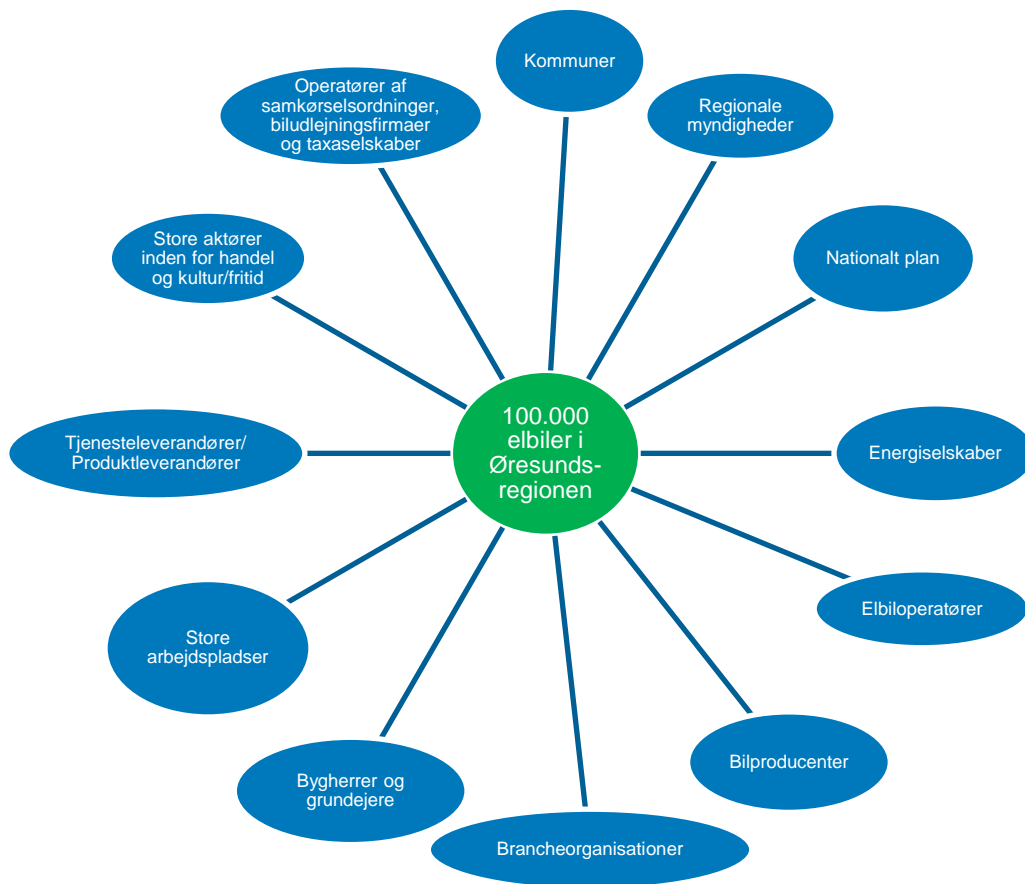 Kommuner
Regionale
myndigheder
Nationalt plan
Energiselskaber
Elbiloperatører
Bilproducenter
Brancheorganisationer
Bygherrer og
grundejere
Store
arbejdspladser
Tjenesteleverandører/
Produktleverandører
Store aktører
inden for handel
og kultur/fritid
Operatører af
samkørselsordninger,
biludlejningsfirmaer
og taxaselskaber
100.000
elbiler i
Øresunds-
regionen